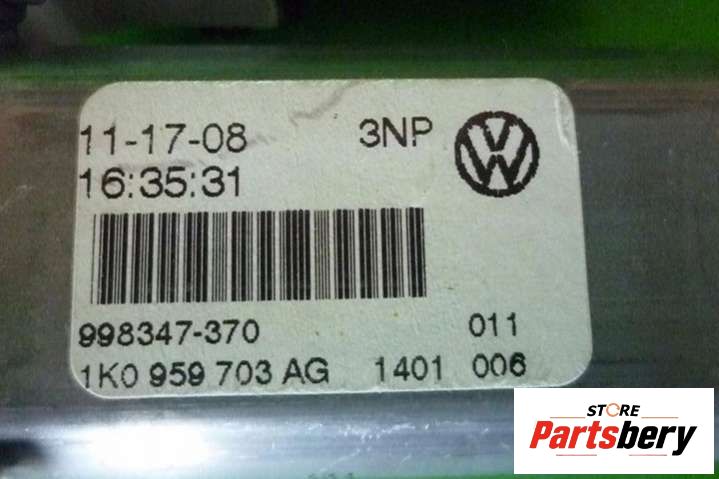 11-17-08 3NP
16:35:31
998347-370 011
1K0 959 703 AG 1401 006
STORE
Partsbery